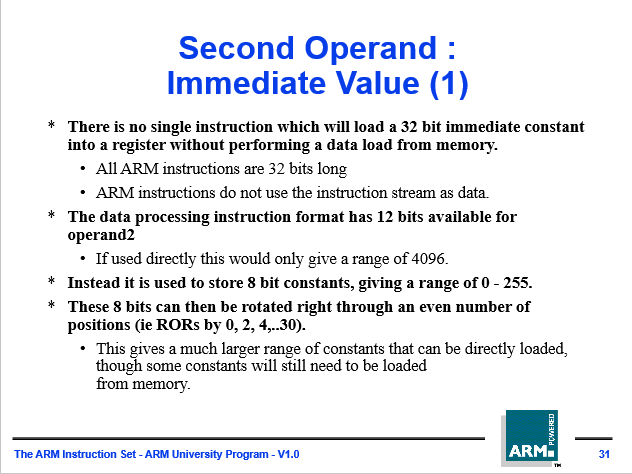 Second Operand :
Immediate Value (1)
* There is no single instruction which will load a 32 bit immediate constant
into a register without performing a data load from memory.
• All ARM instructions are 32 bits long
• ARM instructions do not use the instruction stream as data.
* The data processing instruction format has 12 bits available for
operand2
• If used directly this would only give a range of 4096.
* Instead it is used to store 8 bit constants, giving a range of 0 - 255.
* These 8 bits can then be rotated right through an even number of
positions (ie RORs by 0, 2, 4,..30).
• This gives a much larger range of constants that can be directly loaded,
though some constants will still need to be loaded
from memory.
The ARM Instruction Set - ARM University Program - V1.0
ARM POWERED
TM
31